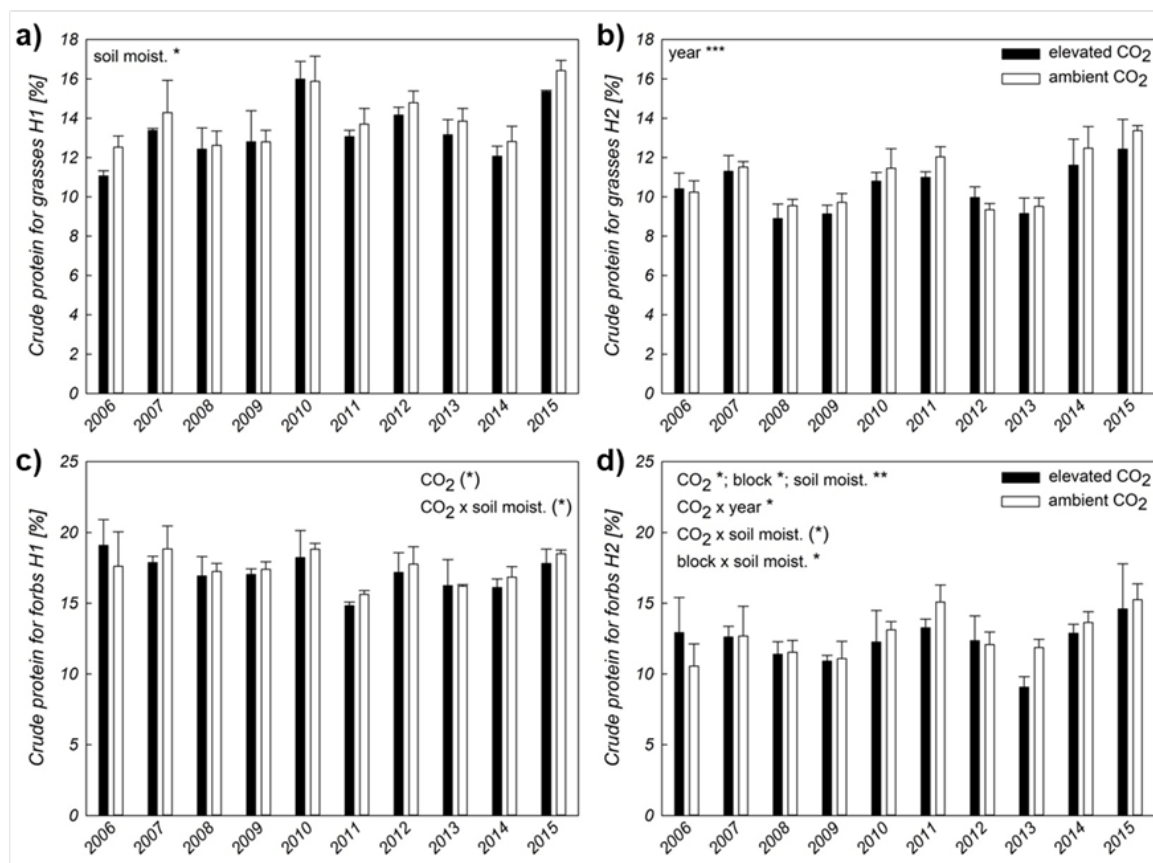 a)
Crude protein for grasses H1 [%]
18
16
14
12
10
8
6
4
2
0
soil moist. *
2006 2007 2008 2009 2010 2011 2012 2013 2014 2015
b)
Crude protein for grasses H2 [%]
18
16
14
12
10
8
6
4
2
0
year ***
elevated CO₂
ambient CO₂
2006 2007 2008 2009 2010 2011 2012 2013 2014 2015
c)
Crude protein for forbs H1 [%]
25
20
15
10
5
0
CO₂ (*)
CO₂ x soil moist. (*)
2006 2007 2008 2009 2010 2011 2012 2013 2014 2015
d)
Crude protein for forbs H2 [%]
25
20
15
10
5
0
CO₂ *; block *; soil moist. **
CO₂ x year *
CO₂ x soil moist. (*)
block x soil moist. *
elevated CO₂
ambient CO₂
2006 2007 2008 2009 2010 2011 2012 2013 2014 2015